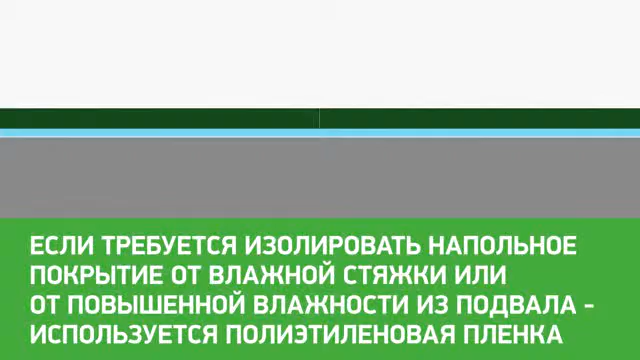 ЕСЛИ ТРЕБУЕТСЯ ИЗОЛИРОВАТЬ НАПОЛЬНОЕ
ПОКРЫТИЕ ОТ ВЛАЖНОЙ СТЯЖКИ ИЛИ
ОТ ПОВЫШЕННОЙ ВЛАЖНОСТИ ИЗ ПОДВАЛА -
ИСПОЛЬЗУЕТСЯ ПОЛИЭТИЛЕНОВАЯ ПЛЕНКА